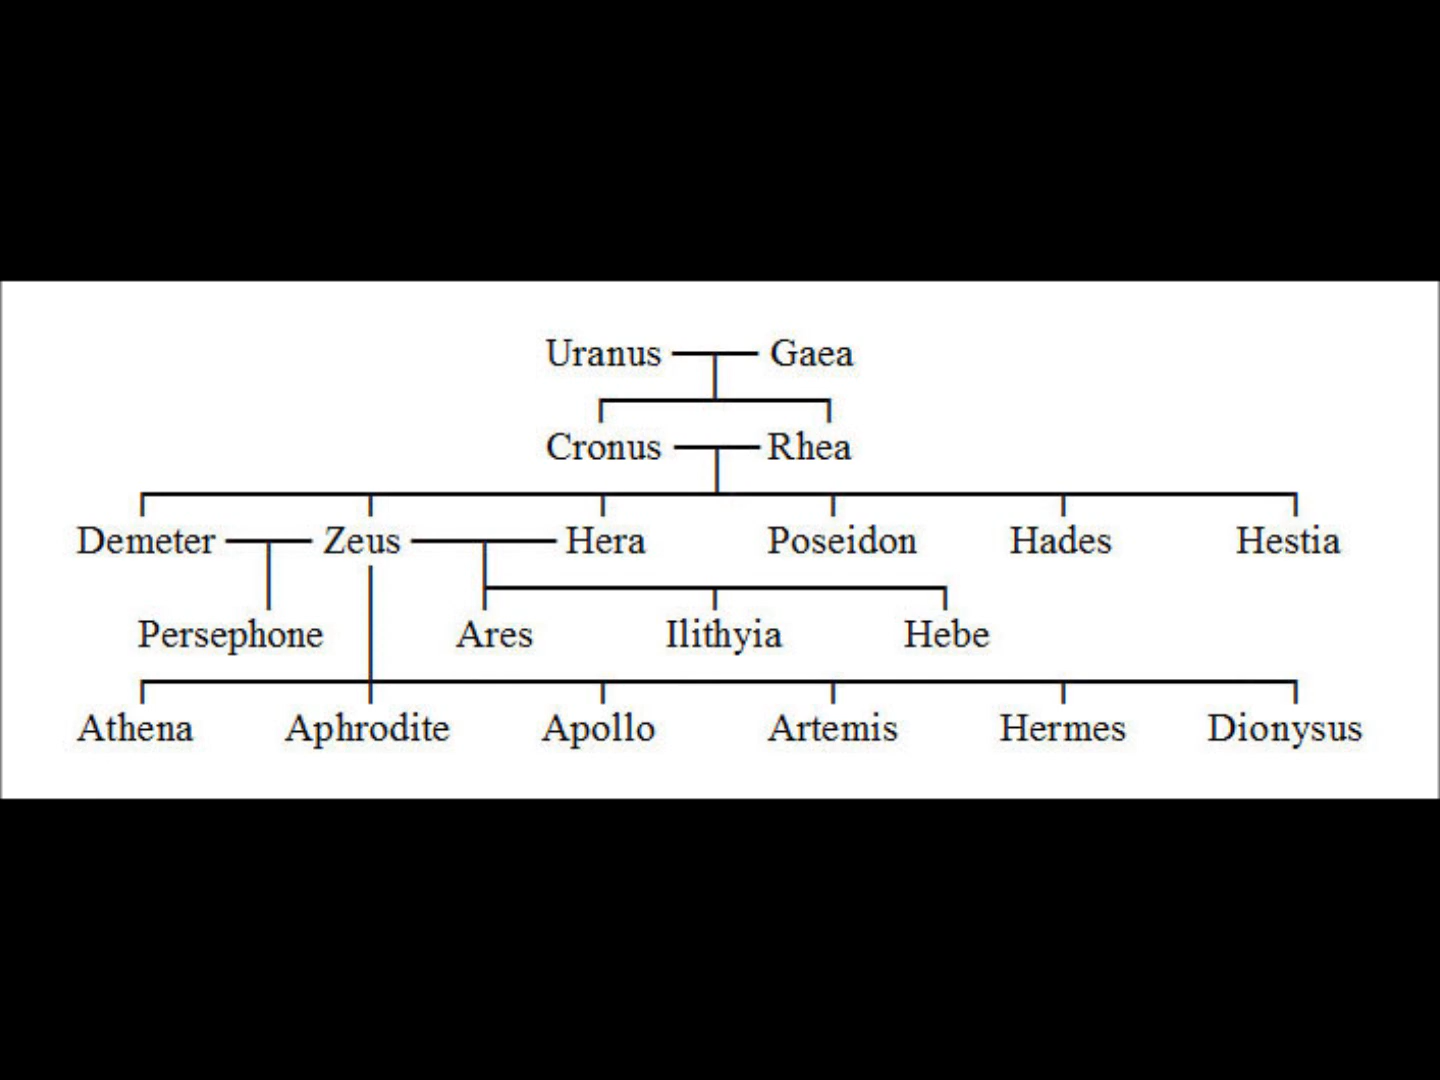 Uranus Gaea
Cronus Rhea
Demeter Zeus Hera Poseidon Hades Hestia
Persephone Ares Ilithyia Hebe
Athena Aphrodite Apollo Artemis Hermes Dionysus